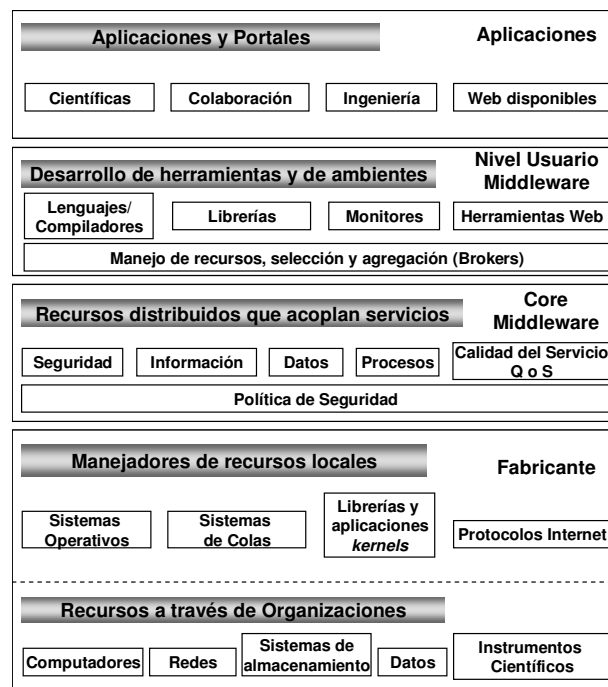 Aplicaciones y Portales
Aplicaciones
Científicas
Colaboración
Ingeniería
Web disponibles
Desarrollo de herramientas y de ambientes
Nivel Usuario
Middleware
Lenguajes/
Compiladores
Librerías
Monitores
Herramientas Web
Manejo de recursos, selección y agregación (Brokers)
Recursos distribuidos que acoplan servicios
Core
Middleware
Seguridad
Información
Datos
Procesos
Calidad del Servicio
Q o S
Política de Seguridad
Manejadores de recursos locales
Fabricante
Sistemas
Operativos
Sistemas
de Colas
Librerías y
aplicaciones
kernels
Protocolos Internet
Recursos a través de Organizaciones
Computadores
Redes
Sistemas de
almacenamiento
Datos
Instrumentos
Científicos